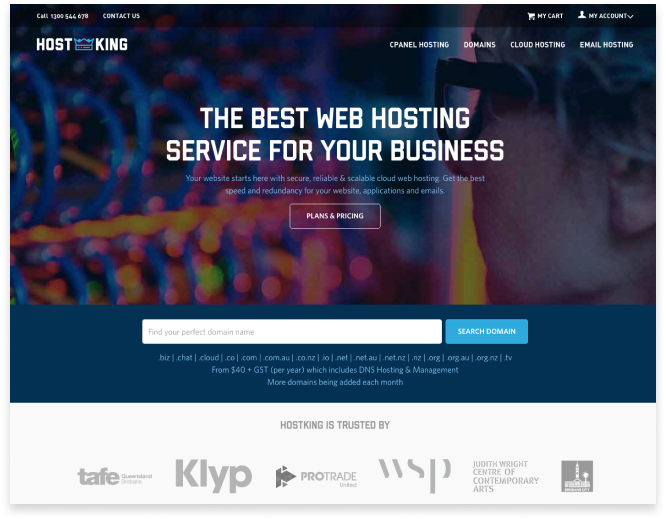 Call 1300 544 678 CONTACT US MY CART MY ACCOUNT
HOST KING CPANEL HOSTING DOMAINS CLOUD HOSTING EMAIL HOSTING
THE BEST WEB HOSTING
SERVICE FOR YOUR BUSINESS
Your website starts here with secure, reliable & scalable cloud web hosting. Get the best
speed and redundancy for your website, applications and emails.
PLANS & PRICING
Find your perfect domain name SEARCH DOMAIN
.biz | .chat | .cloud | .co | .com | .com.au | .co.nz | .io | .net | .net.au | .net.nz | .nz | .org | .org.au | .org.nz | .tv
From $40 + GST (per year) which includes DNS Hosting & Management
More domains being added each month
HOSTKING IS TRUSTED BY
tafe Queensland
Brisbane
Klyp
PROTRADE
United
wsp
JUDITH WRIGHT
CENTRE OF
CONTEMPORARY
ARTS
BRISBANE CITY